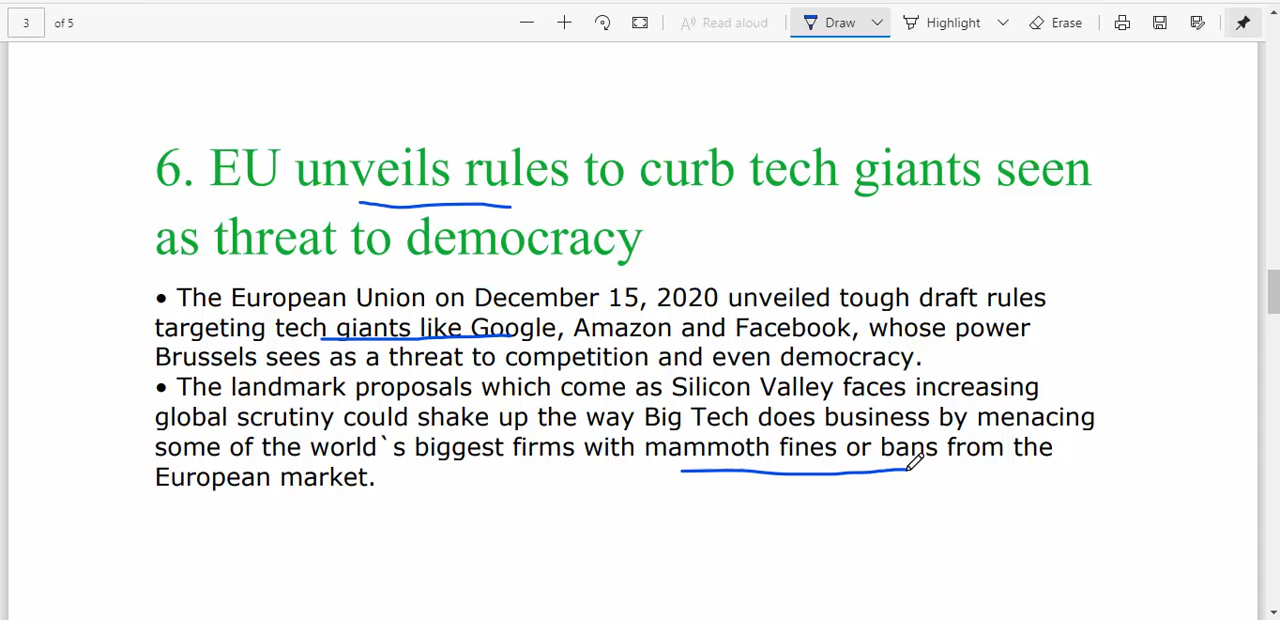 3 of 5 Read aloud Draw Highlight Erase
6. EU unveils rules to curb tech giants seen
as threat to democracy
• The European Union on December 15, 2020 unveiled tough draft rules
targeting tech giants like Google, Amazon and Facebook, whose power
Brussels sees as a threat to competition and even democracy.
• The landmark proposals which come as Silicon Valley faces increasing
global scrutiny could shake up the way Big Tech does business by menacing
some of the world`s biggest firms with mammoth fines or bans from the
European market.